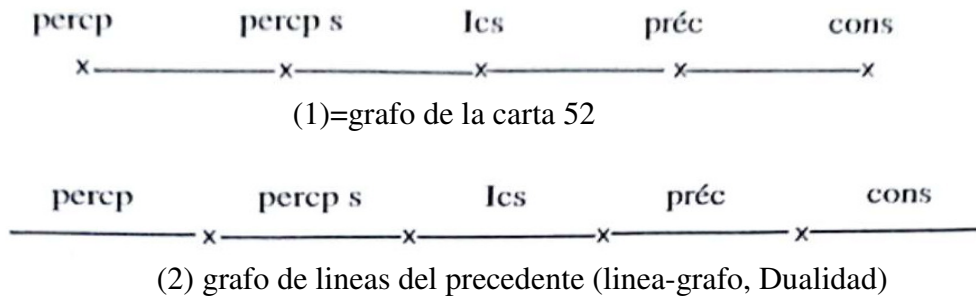 percp percp s Ics préc cons
x x x x x
(1)=grafo de la carta 52
percp percp s Ics préc cons
x x x x
(2) grafo de lineas del precedente (linea-grafo, Dualidad)